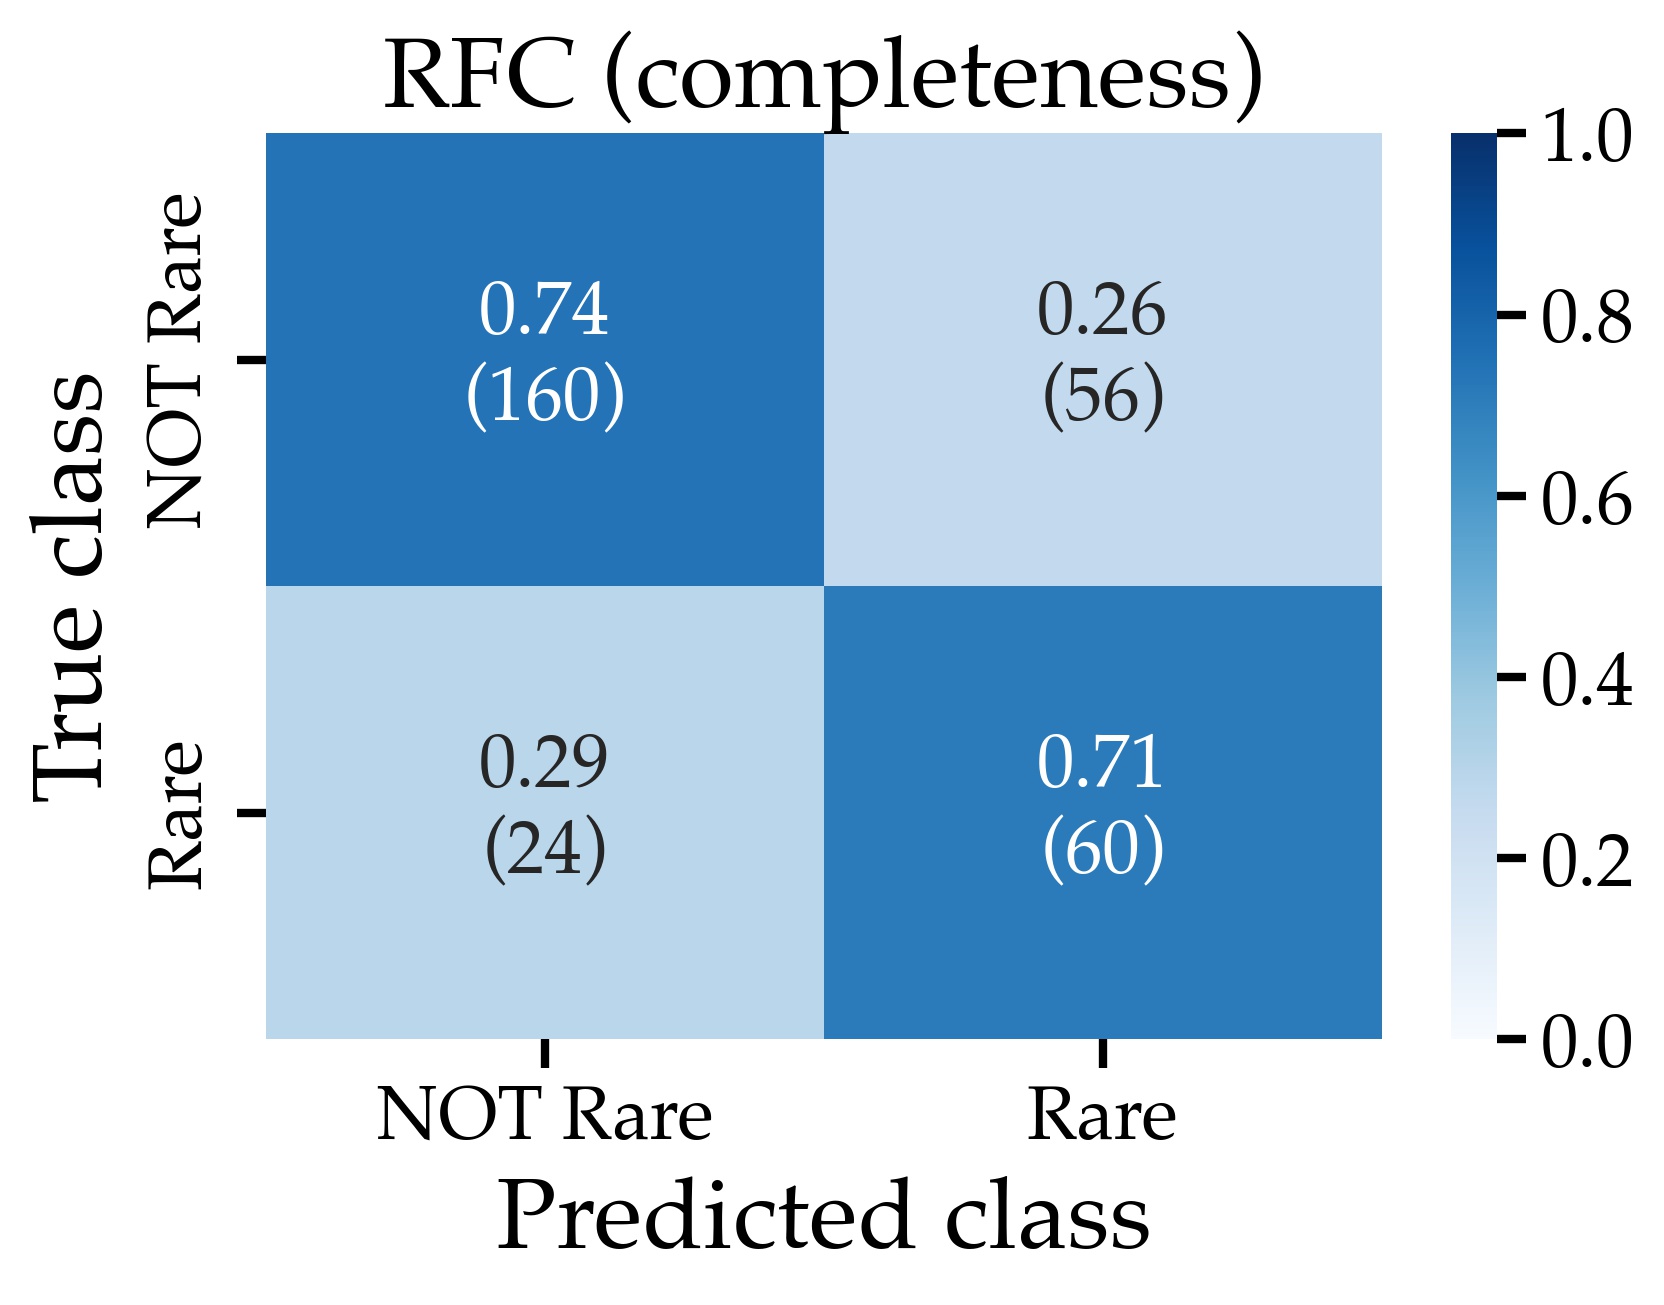 RFC (completeness)
True class
NOT Rare
Rare
0.74
(160)
0.26
(56)
0.29
(24)
0.71
(60)
NOT Rare
Rare
Predicted class
1.0
0.8
0.6
0.4
0.2
0.0